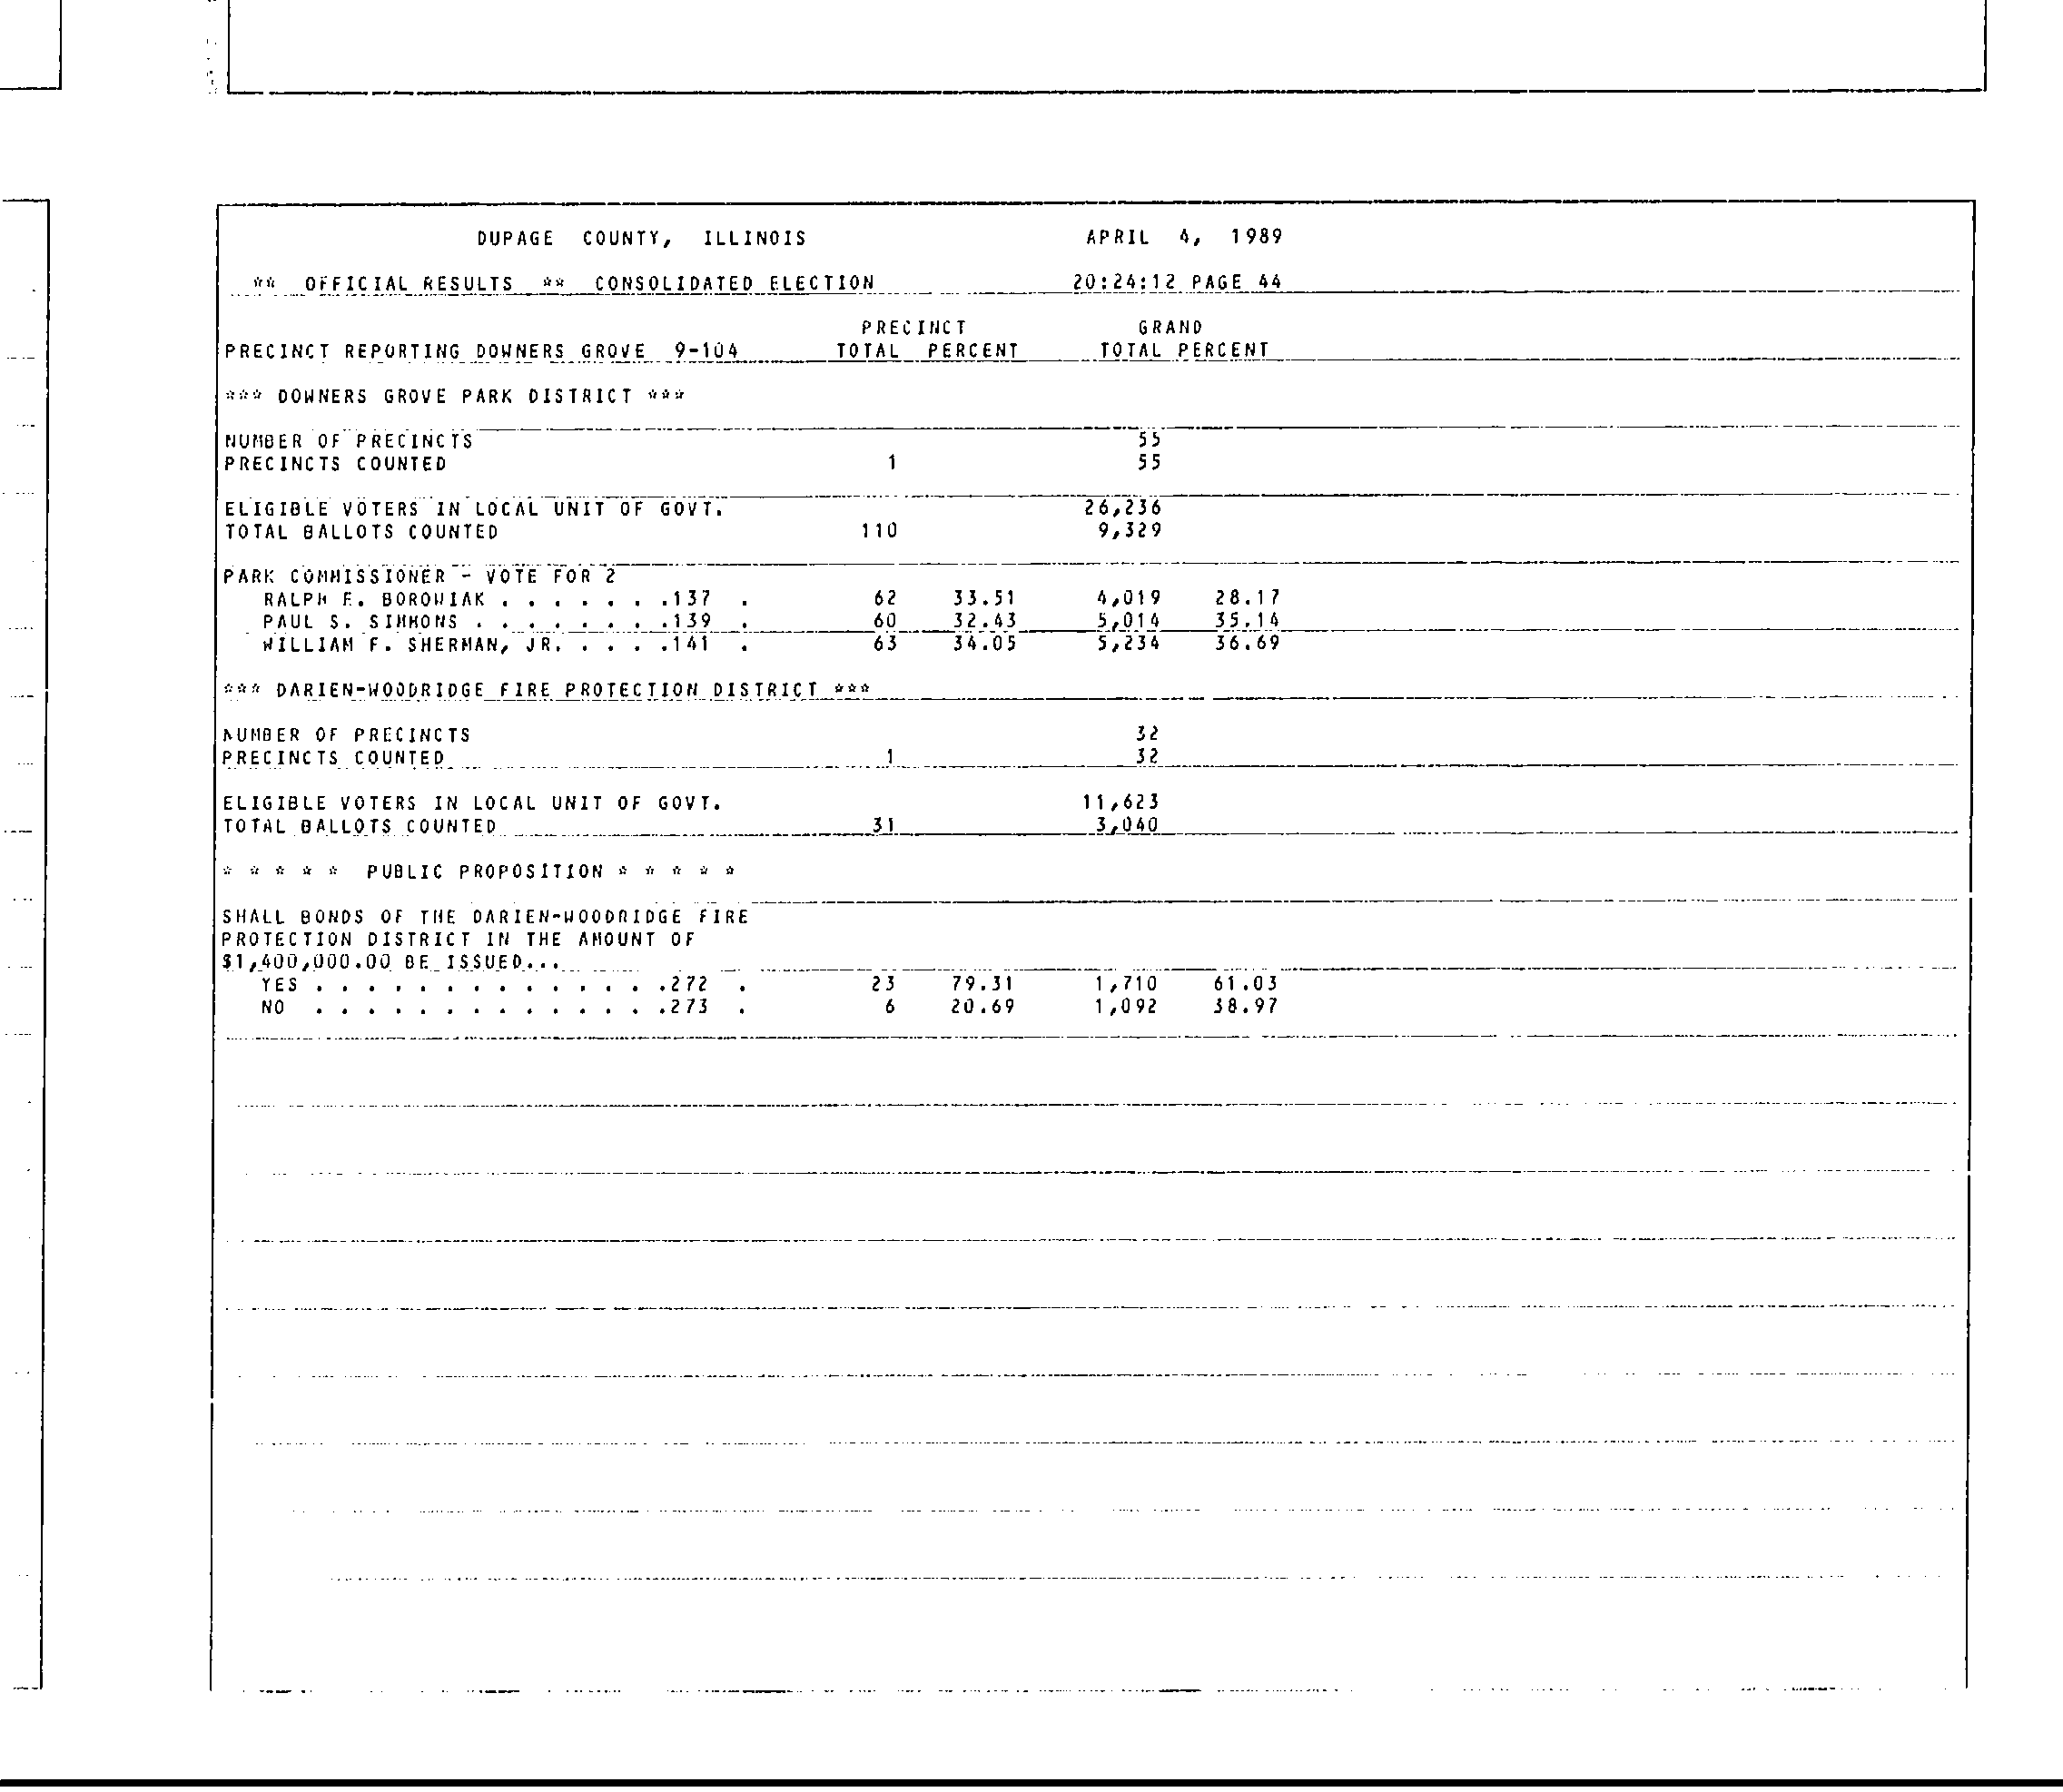 DUPAGE COUNTY, ILLINOIS APRIL 4, 1989
** OFFICIAL RESULTS ** CONSOLIDATED ELECTION 20:24:12 PAGE 44
PRECINCT GRAND
PRECINCT REPORTING DOWNERS GROVE 9-104 TOTAL PERCENT TOTAL PERCENT
*** DOWNERS GROVE PARK DISTRICT ***
NUMBER OF PRECINCTS 55
PRECINCTS COUNTED 1 55
ELIGIBLE VOTERS IN LOCAL UNIT OF GOVT. 26,236
TOTAL BALLOTS COUNTED 110 9,329
PARK COMMISSIONER - VOTE FOR 2
RALPH E. BOROWIAK . . . . . . .137 . 62 33.51 4,019 28.17
PAUL S. SIMMONS . . . . . . . .139 . 60 32.43 5,014 35.14
WILLIAM F. SHERMAN, JR. . . . .141 . 63 34.05 5,234 36.69
*** DARIEN-WOODRIDGE FIRE PROTECTION DISTRICT ***
NUMBER OF PRECINCTS 32
PRECINCTS COUNTED 1 32
ELIGIBLE VOTERS IN LOCAL UNIT OF GOVT. 11,623
TOTAL BALLOTS COUNTED 31 3,040
* * * * * PUBLIC PROPOSITION * * * * *
SHALL BONDS OF THE DARIEN-WOODRIDGE FIRE
PROTECTION DISTRICT IN THE AMOUNT OF
$1,400,000.00 BE ISSUED...
YES . . . . . . . . . . . . . .272 . 23 79.31 1,710 61.03
NO . . . . . . . . . . . . . .273 . 6 20.69 1,092 38.97